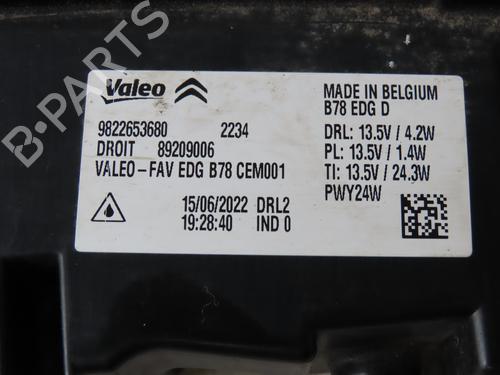 Valeo
MADE IN BELGIUM
B78 EDG D
9822653680 2234
DROIT 89209006
VALEO-FAV EDG B78 CEM001
DRL: 13.5V / 4.2W
PL: 13.5V / 1.4W
TI: 13.5V / 24.3W
PWY24W
15/06/2022 DRL2
19:28:40 IND 0
B-PARTS